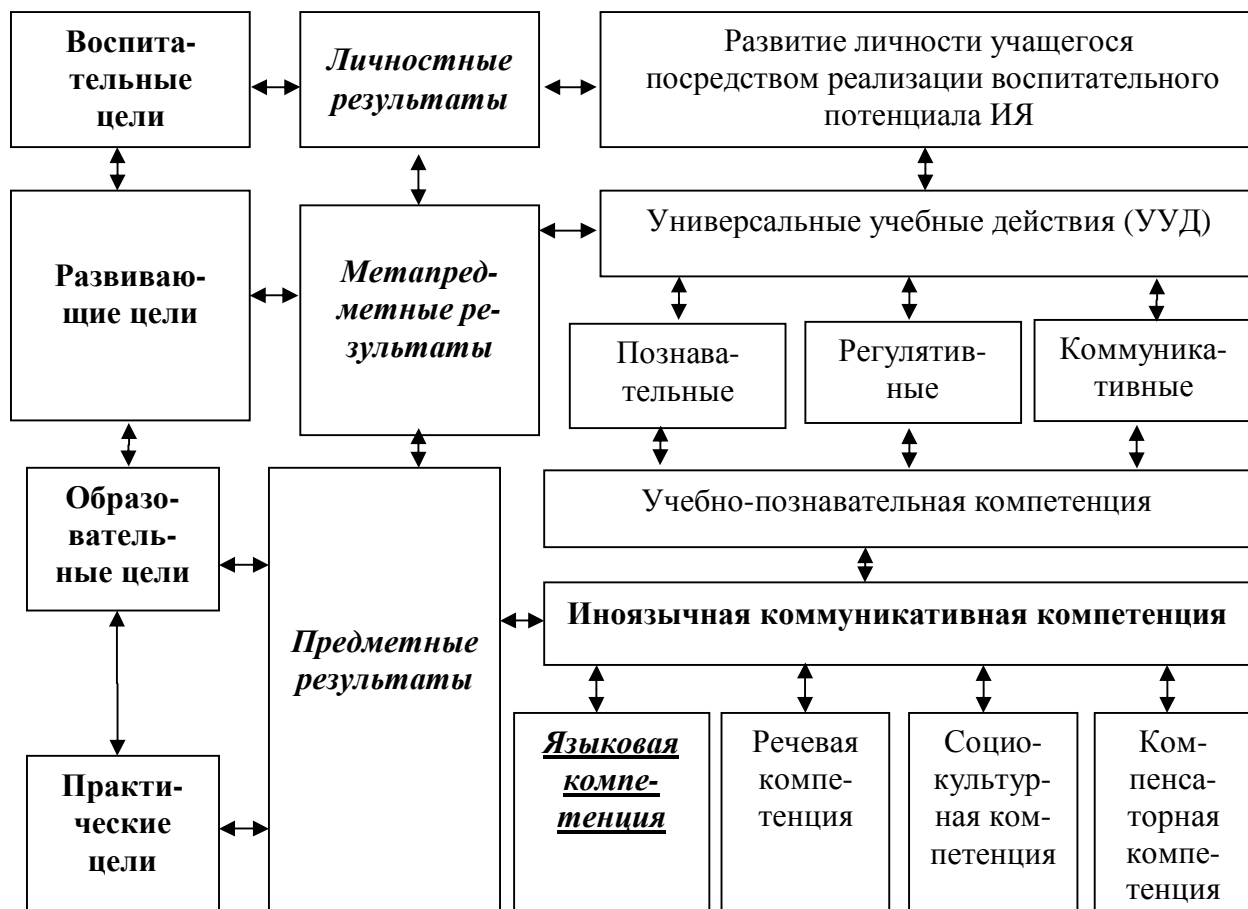 Воспита-
тельные
цели
Личностные
результаты
Развитие личности учащегося
посредством реализации воспитательного
потенциала ИЯ
Развиваю-
щие цели
Метапред-
метные ре-
зультаты
Универсальные учебные действия (УУД)
Познава-
тельные
Регулятив-
ные
Коммуника-
тивные
Образо-
ватель-
ные цели
Предметные
результаты
Учебно-познавательная компетенция
Иноязычная коммуникативная компетенция
Практи-
ческие
цели
Языковая
компе-
тенция
Речевая
компе-
тенция
Социо-
культур-
ная ком-
петенция
Ком-
пенса-
торная
компе-
тенция